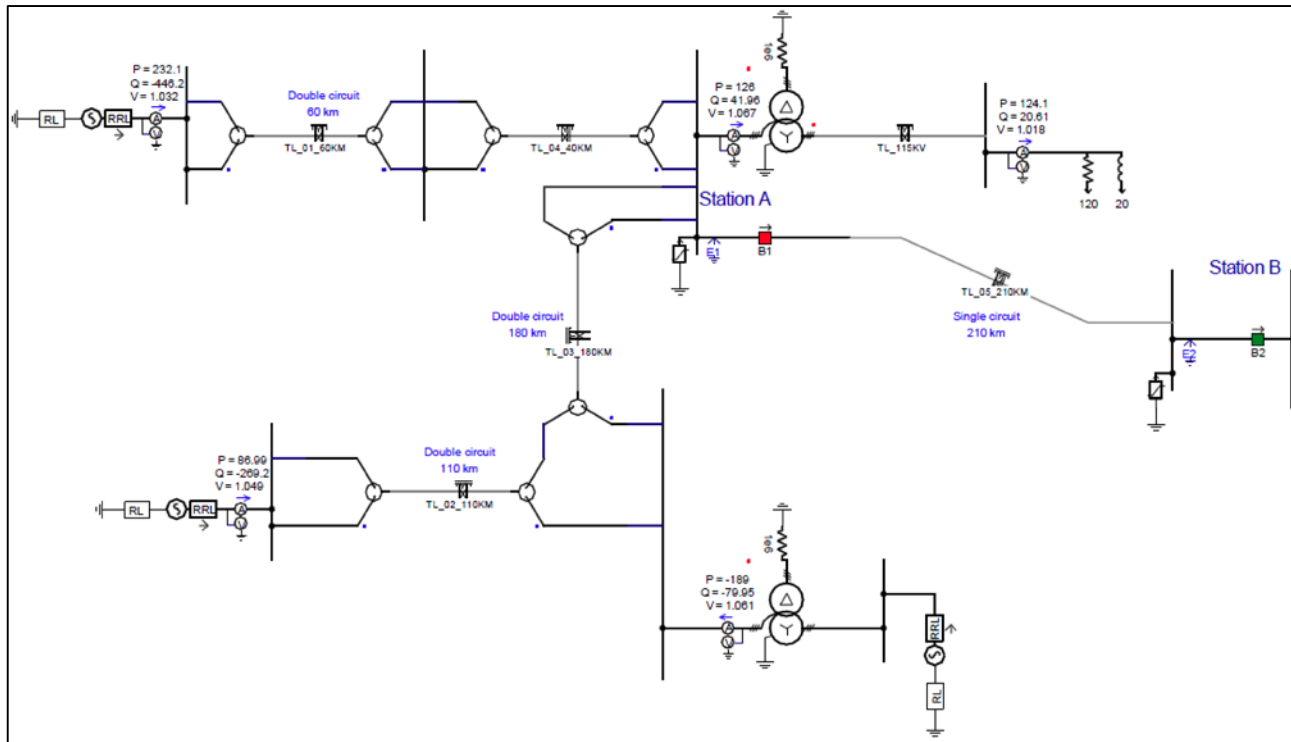 P = 232.1
Q = -446.2
V = 1.032
RL
S
RRL
A
V
Double circuit
60 km
TL_01_60KM
TL_04_40KM
P = 126
Q = 41.96
V = 1.067
A
V
1e6
Δ
Y
TL_115KV
P = 124.1
Q = 20.61
V = 1.018
A
V
120
20
Station A
E1
B1
TL_05_210KM
Single circuit
210 km
Station B
E2
B2
Double circuit
180 km
TL_03_180KM
P = 86.99
Q = -269.2
V = 1.049
RL
S
RRL
A
V
Double circuit
110 km
TL_02_110KM
P = -189
Q = -79.95
V = 1.061
A
V
1e6
Δ
Y
RRL
S
RL